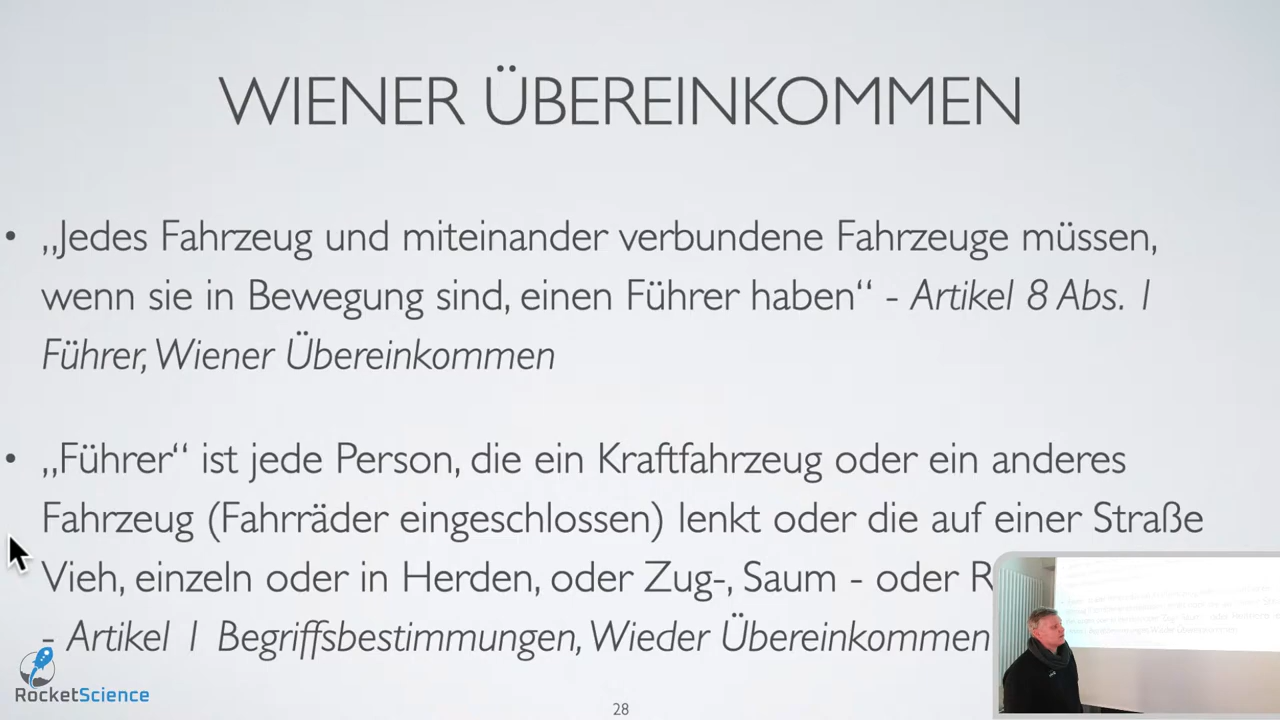 WIENER ÜBEREINKOMMEN
• „Jedes Fahrzeug und miteinander verbundene Fahrzeuge müssen,
wenn sie in Bewegung sind, einen Führer haben“ - Artikel 8 Abs. 1
Führer, Wiener Übereinkommen
• „Führer“ ist jede Person, die ein Kraftfahrzeug oder ein anderes
Fahrzeug (Fahrräder eingeschlossen) lenkt oder die auf einer Straße
Vieh, einzeln oder in Herden, oder Zug-, Saum - oder
- Artikel 1 Begriffsbestimmungen, Wieder Übereinkommen
RocketScience
28